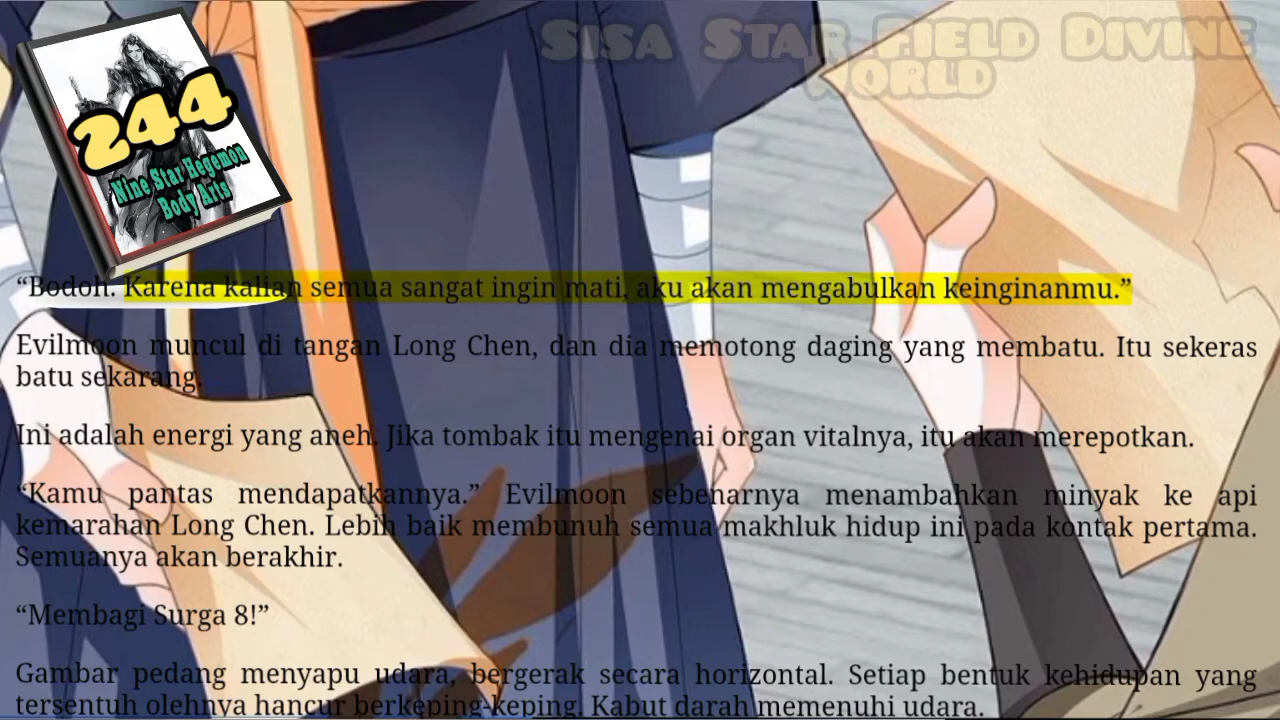 SISA STAR FIELD DIVINE
WORLD
244
Nine Star Hegemon
Body Arts
“Bodoh. Karena kalian semua sangat ingin mati, aku akan mengabulkan keinginanmu.”
Evilmoon muncul di tangan Long Chen, dan dia memotong daging yang membatu. Itu sekeras
batu sekarang.
Ini adalah energi yang aneh. Jika tombak itu mengenai organ vitalnya, itu akan merepotkan.
“Kamu pantas mendapatkannya.” Evilmoon sebenarnya menambahkan minyak ke api
kemarahan Long Chen. Lebih baik membunuh semua makhluk hidup ini pada kontak pertama.
Semuanya akan berakhir.
“Membagi Surga 8!”
Gambar pedang menyapu udara, bergerak secara horizontal. Setiap bentuk kehidupan yang
tersentuh olehnya hancur berkeping-keping. Kabut darah memenuhi udara.